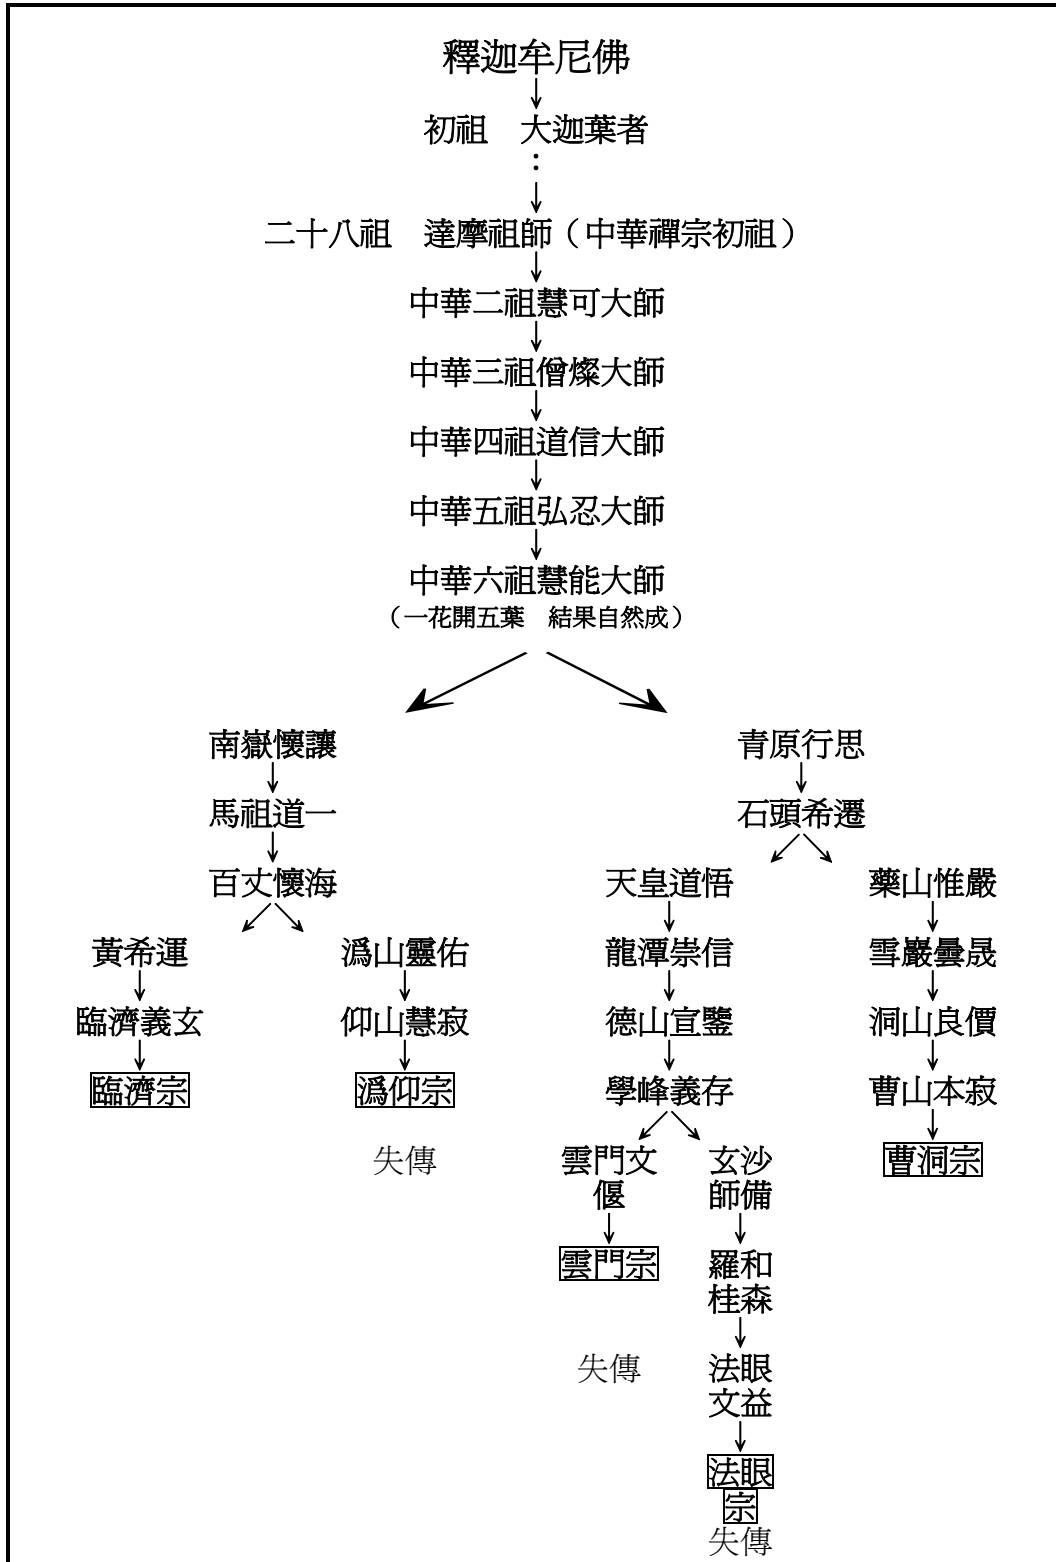 釋迦牟尼佛
初祖　大迦葉者
：
二十八祖　達摩祖師（中華禪宗初祖）
中華二祖慧可大師
中華三祖僧燦大師
中華四祖道信大師
中華五祖弘忍大師
中華六祖慧能大師
（一花開五葉　結果自然成）
南嶽懷讓
青原行思
馬祖道一
石頭希遷
百丈懷海
天皇道悟
藥山惟嚴
黃希運
潙山靈佑
龍潭崇信
雪巖曇晟
臨濟義玄
仰山慧寂
德山宣鑒
洞山良價
臨濟宗
潙仰宗
學峰義存
曹山本寂
失傳
雲門文
偃
玄沙
師備
曹洞宗
雲門宗
羅和
桂森
失傳
法眼
文益
法眼
宗
失傳